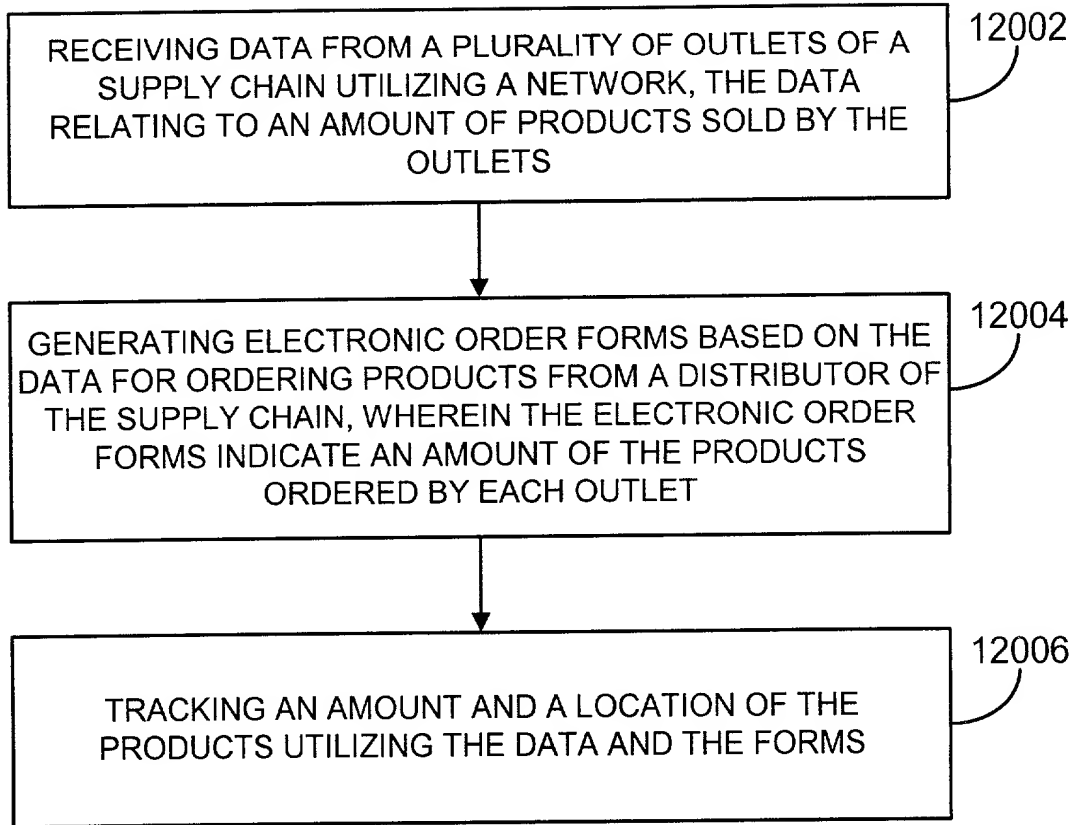 RECEIVING DATA FROM A PLURALITY OF OUTLETS OF A
SUPPLY CHAIN UTILIZING A NETWORK, THE DATA
RELATING TO AN AMOUNT OF PRODUCTS SOLD BY THE
OUTLETS
12002
GENERATING ELECTRONIC ORDER FORMS BASED ON THE
DATA FOR ORDERING PRODUCTS FROM A DISTRIBUTOR OF
THE SUPPLY CHAIN, WHEREIN THE ELECTRONIC ORDER
FORMS INDICATE AN AMOUNT OF THE PRODUCTS
ORDERED BY EACH OUTLET
12004
TRACKING AN AMOUNT AND A LOCATION OF THE
PRODUCTS UTILIZING THE DATA AND THE FORMS
12006